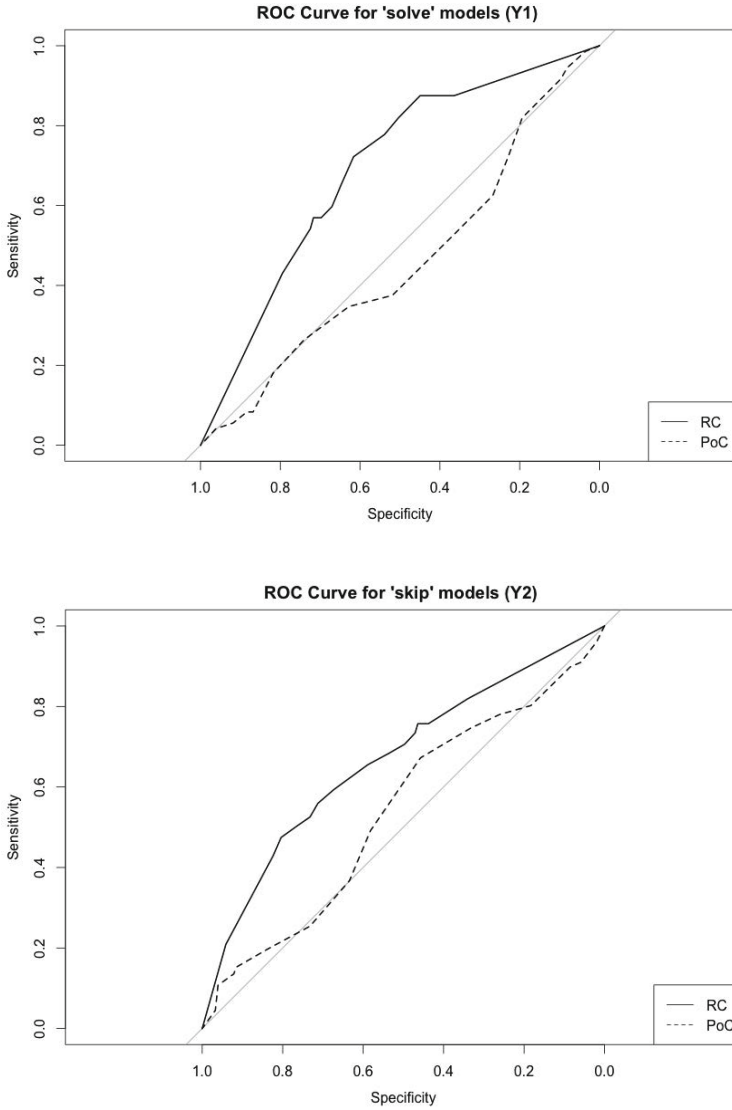 ROC Curve for 'solve' models (Y1)
1.0
0.8
0.6
0.4
0.2
0.0
Sensitivity
1.0 0.8 0.6 0.4 0.2 0.0
Specificity
RC
PoC
ROC Curve for 'skip' models (Y2)
1.0
0.8
0.6
0.4
0.2
0.0
Sensitivity
1.0 0.8 0.6 0.4 0.2 0.0
Specificity
RC
PoC